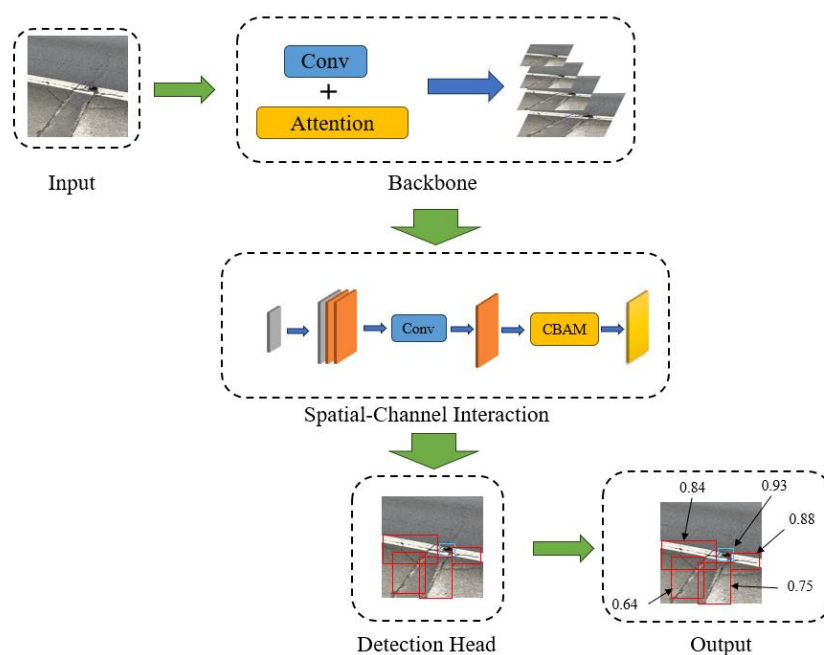 Conv
+
Attention
Input
Backbone
Conv
CBAM
Spatial-Channel Interaction
0.84
0.93
0.88
0.64
0.75
Detection Head
Output